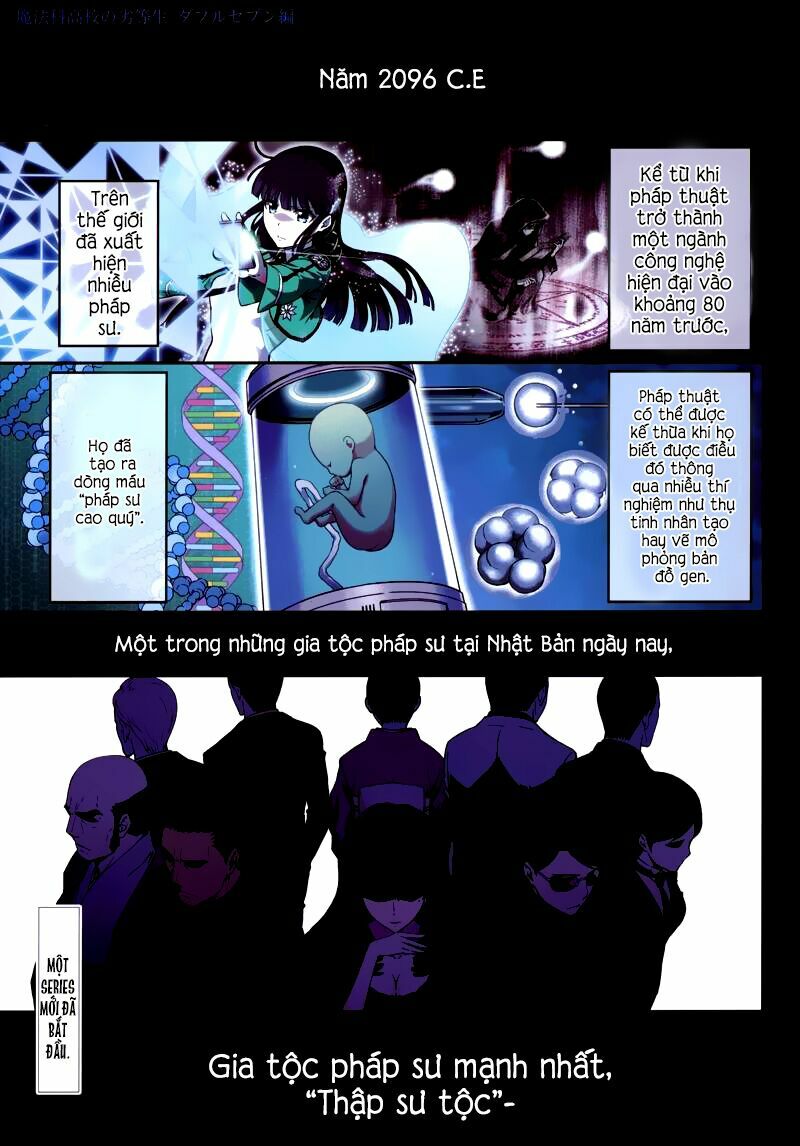 魔法科高校の劣等生 ダブルセブン編
Năm 2096 C.E
Kể từ khi
pháp thuật
trở thành
một ngành
công nghệ
hiện đại vào
khoảng 80
năm trước,
Trên
thế giới
đã xuất
hiện nhiều
pháp
sư.
Pháp thuật
có thể được
kế thừa khi họ
biết được điều
đó thông
qua nhiều thí
nghiệm như thụ
tinh nhân tạo
hay vẽ mô
phỏng bản
đồ gen.
Họ đã
tạo ra
dòng máu
“pháp sư
cao quý”.
Một trong những gia tộc pháp sư tại Nhật Bản ngày nay,
MỘT
SERIES
MỚI ĐÃ
BẮT
ĐẦU.
Gia tộc pháp sư mạnh nhất,
“Thập sư tộc”-